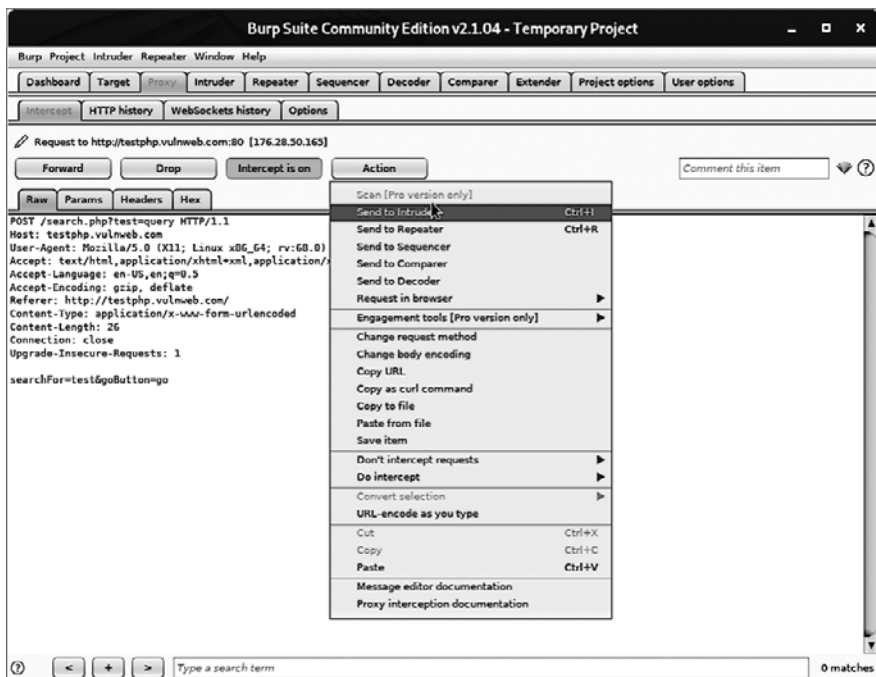 Burp Suite Community Edition v2.1.04 - Temporary Project
Burp Project Intruder Repeater Window Help
Dashboard Target Proxy Intruder Repeater Sequencer Decoder Comparer Extender Project options User options
Intercept HTTP history WebSockets history Options
Request to http://testphp.vulnweb.com:80 [176.28.50.165]
Forward Drop Intercept is on Action Comment this item
Raw Params Headers Hex
POST /search.php?test=query HTTP/1.1
Host: testphp.vulnweb.com
User-Agent: Mozilla/5.0 (X11; Linux x86_64; rv:68.0)
Accept: text/html,application/xhtml+xml,application/
Accept-Language: en-US,en;q=0.5
Accept-Encoding: gzip, deflate
Referer: http://testphp.vulnweb.com/
Content-Type: application/x-www-form-urlencoded
Content-Length: 26
Connection: close
Upgrade-Insecure-Requests: 1
searchFor=test&goButton=go
Scan [Pro version only]
Send to Intruder Ctrl+I
Send to Repeater Ctrl+R
Send to Sequencer
Send to Comparer
Send to Decoder
Request in browser
Engagement tools [Pro version only]
Change request method
Change body encoding
Copy URL
Copy as curl command
Copy to file
Paste from file
Save item
Don't intercept requests
Do intercept
Convert selection
URL-encode as you type
Cut Ctrl+X
Copy Ctrl+C
Paste Ctrl+V
Message editor documentation
Proxy interception documentation
? < + > Type a search term 0 matches